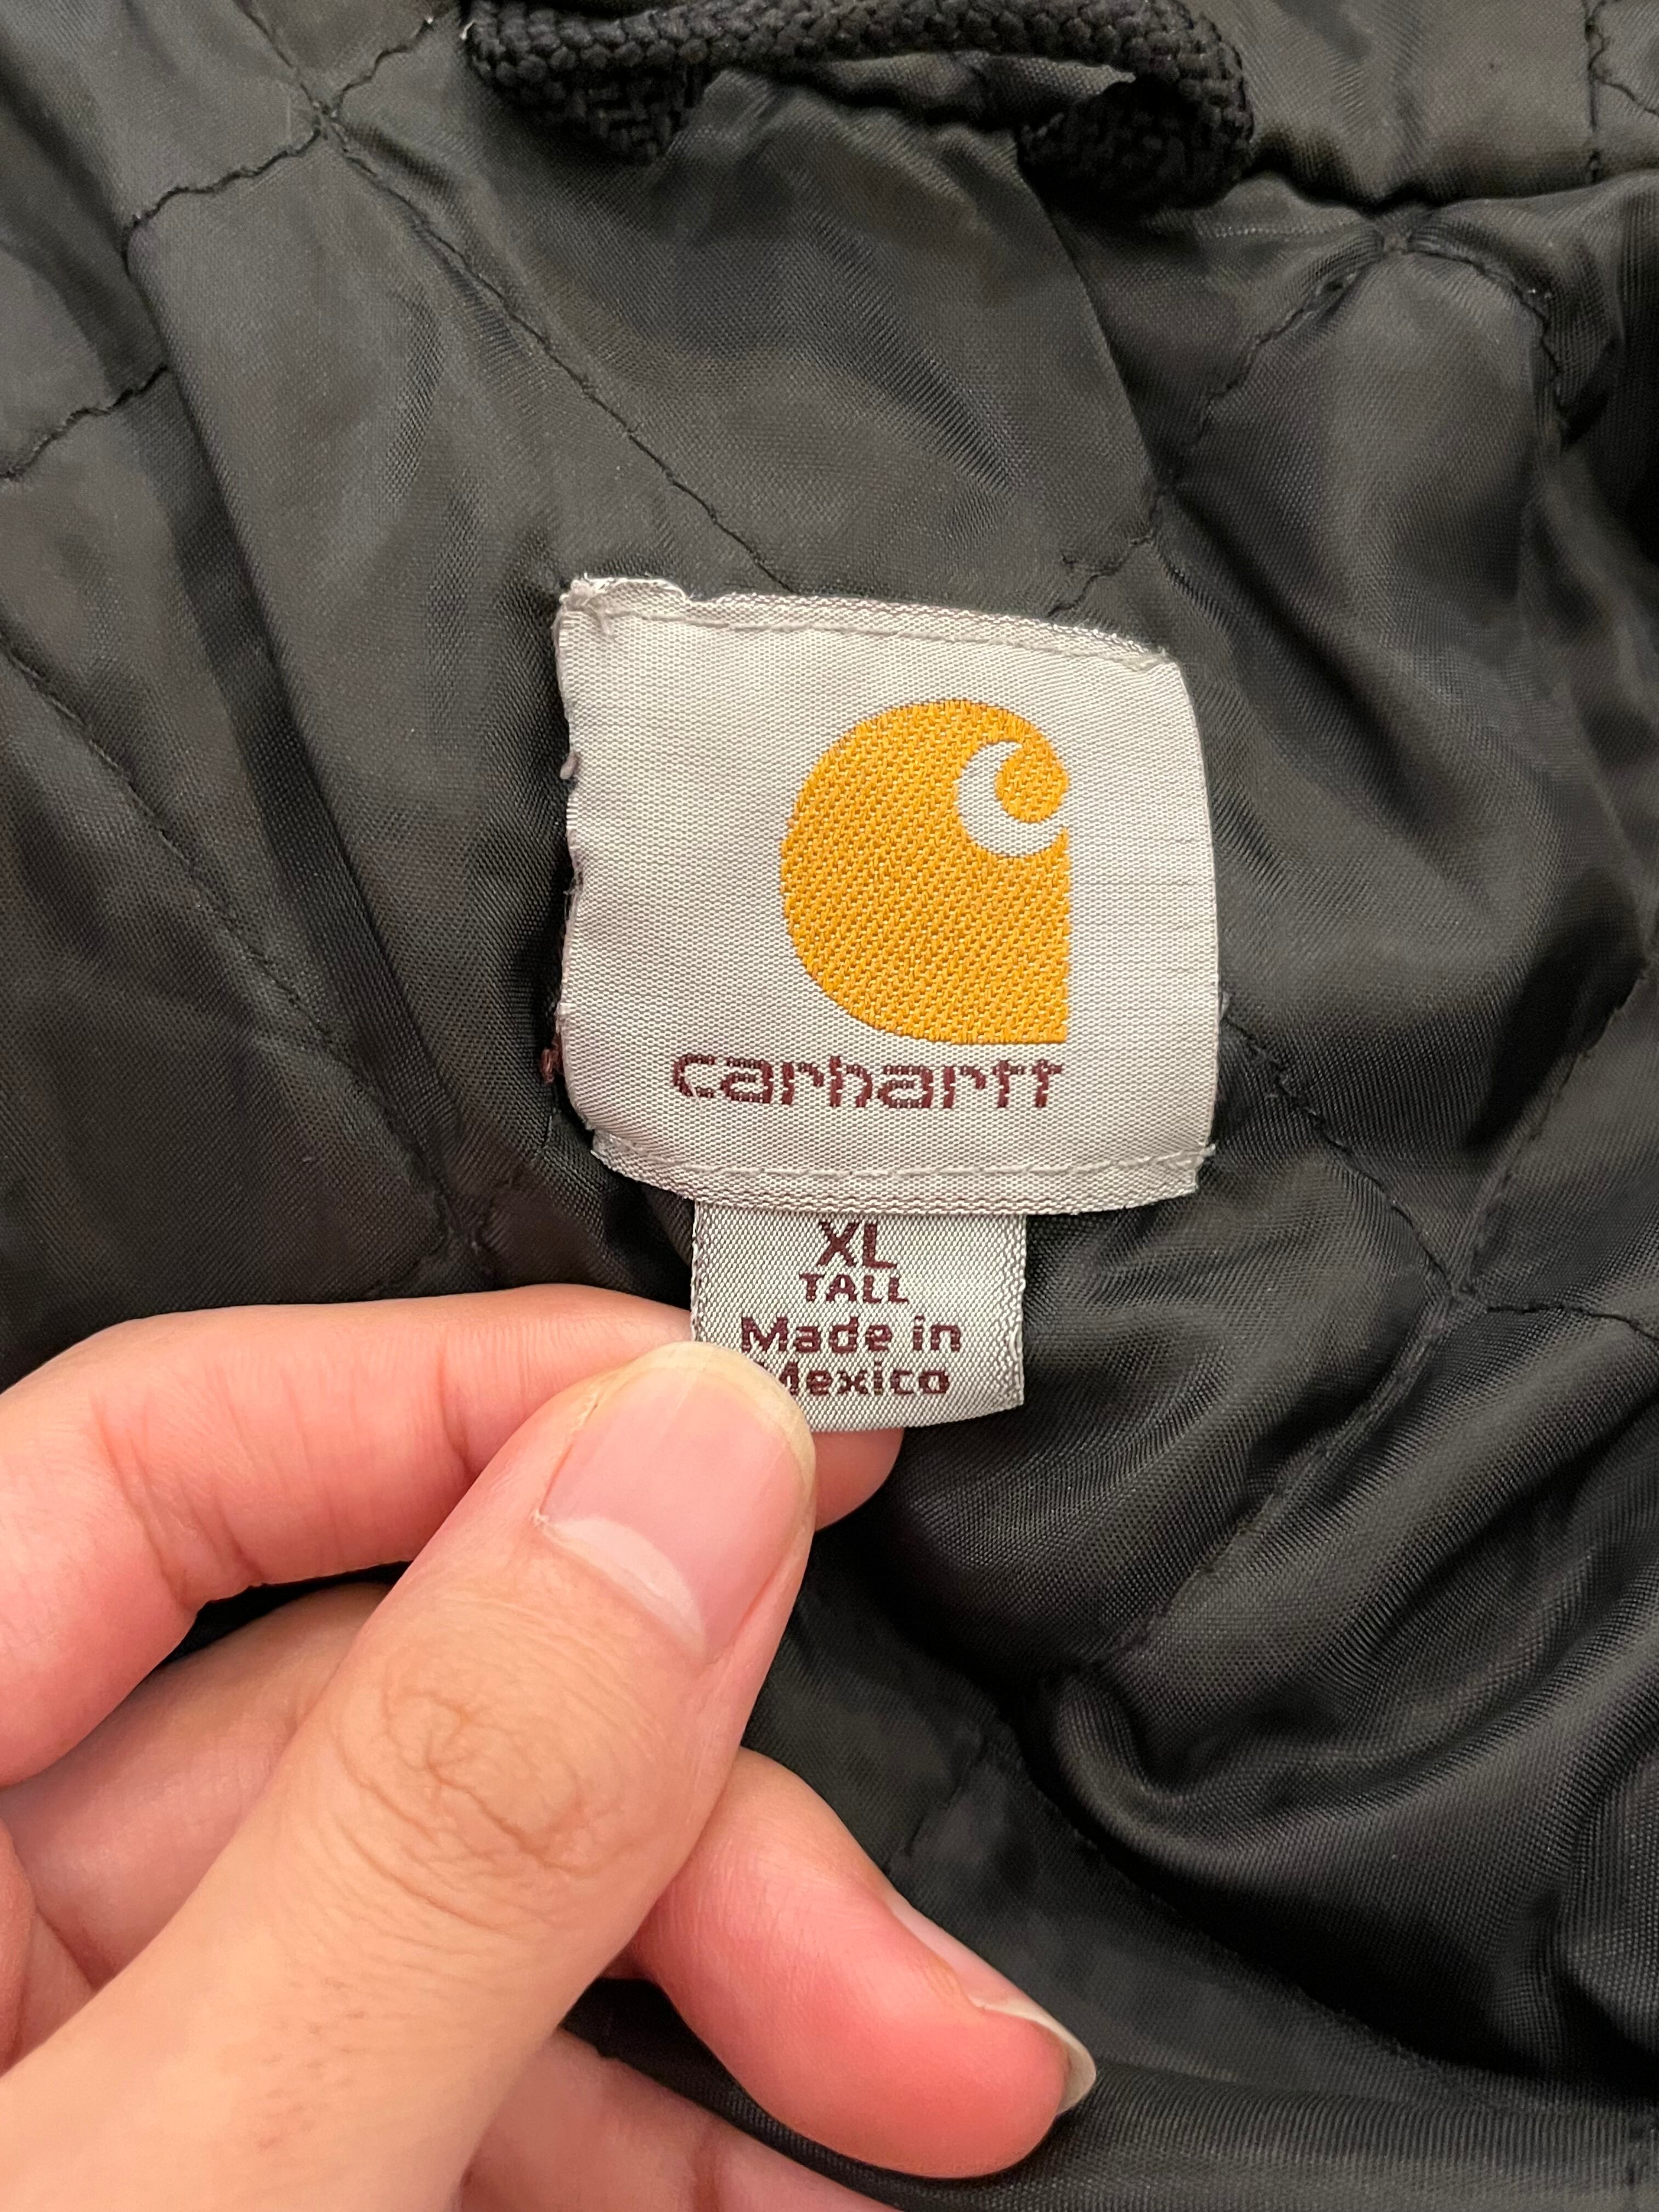 carhartt
XL
TALL
Made in
Mexico